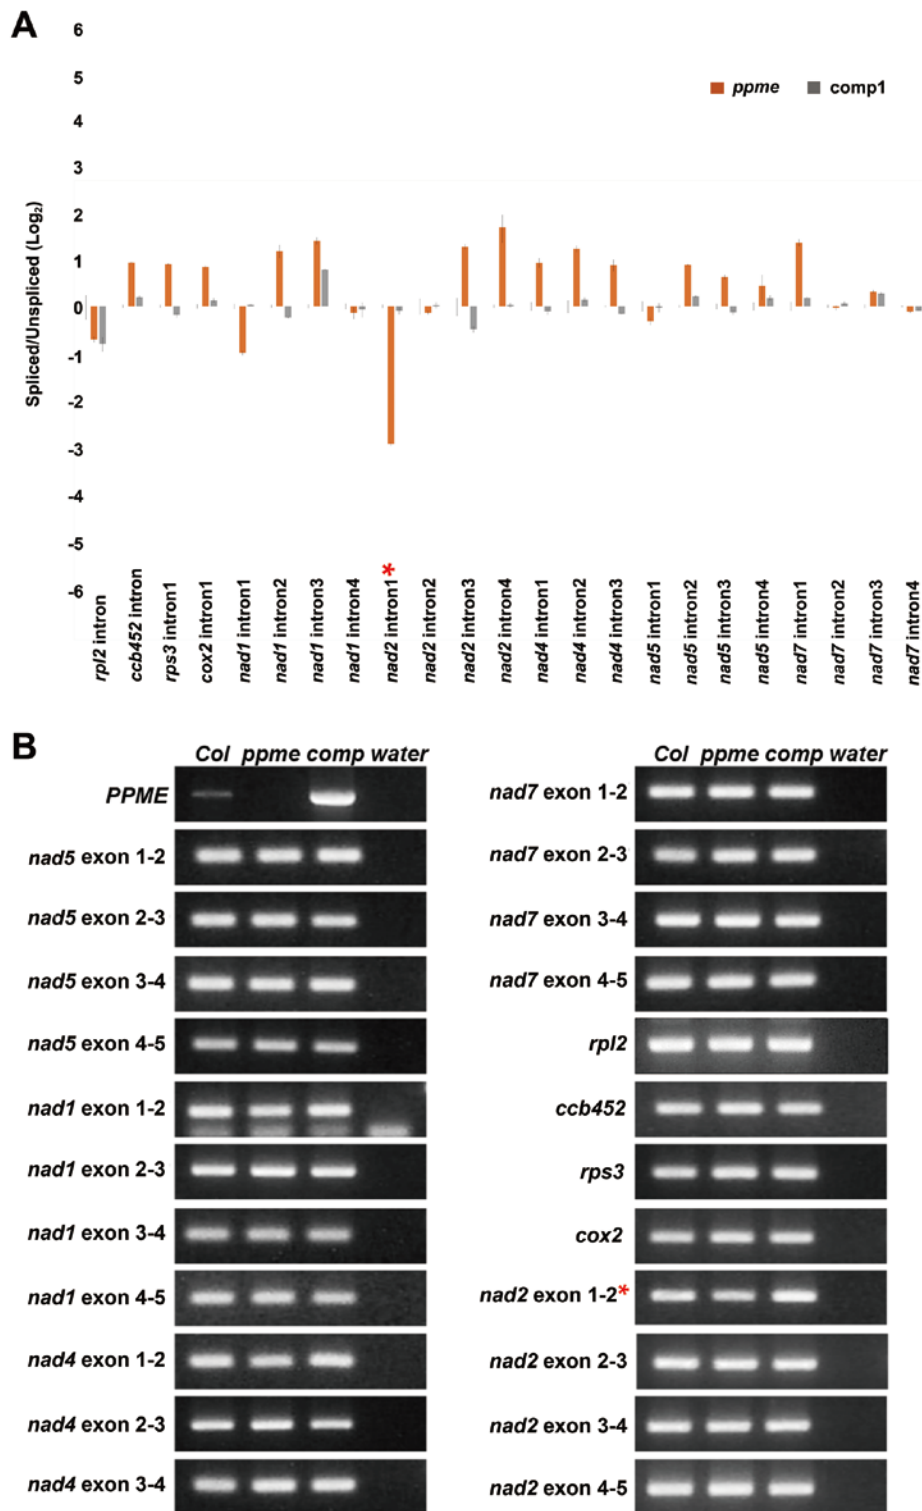 A
6
5
4
3
2
1
0
-1
-2
-3
-4
-5
-6
Spliced/Unspliced (Log₂)
ppme comp1
rpl2 intron
ccb452 intron
rps3 intron1
cox2 intron1
nad1 intron1
nad1 intron2
nad1 intron3
nad1 intron4
nad2 intron1 *
nad2 intron2
nad2 intron3
nad2 intron4
nad4 intron1
nad4 intron2
nad4 intron3
nad5 intron1
nad5 intron2
nad5 intron3
nad5 intron4
nad7 intron1
nad7 intron2
nad7 intron3
nad7 intron4
B
Col ppme comp water
PPME
nad5 exon 1-2
nad5 exon 2-3
nad5 exon 3-4
nad5 exon 4-5
nad1 exon 1-2
nad1 exon 2-3
nad1 exon 3-4
nad1 exon 4-5
nad4 exon 1-2
nad4 exon 2-3
nad4 exon 3-4
Col ppme comp water
nad7 exon 1-2
nad7 exon 2-3
nad7 exon 3-4
nad7 exon 4-5
rpl2
ccb452
rps3
cox2
nad2 exon 1-2*
nad2 exon 2-3
nad2 exon 3-4
nad2 exon 4-5